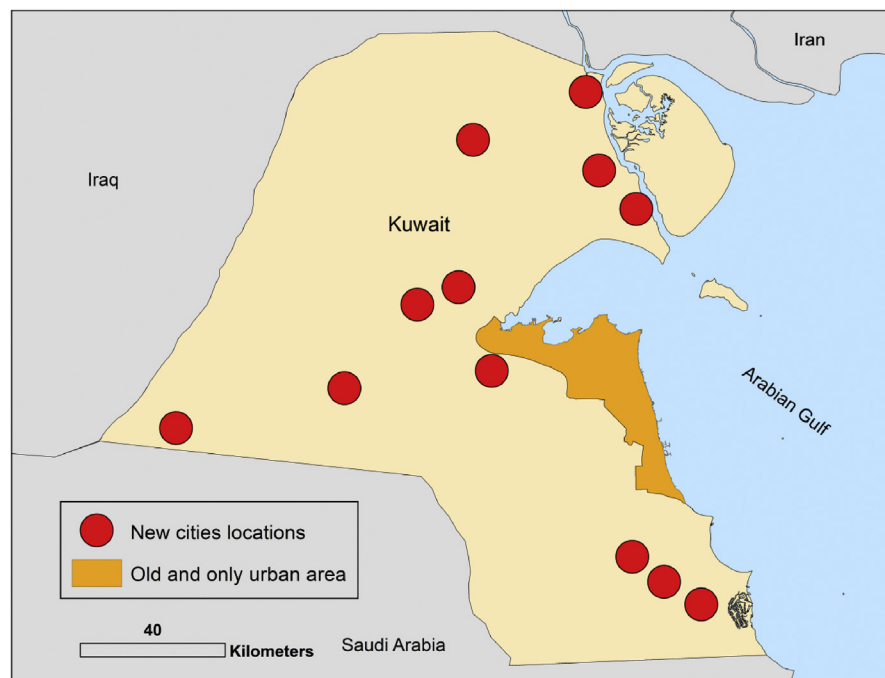 Iran
Iraq
Kuwait
Arabian Gulf
New cities locations
Old and only urban area
40
Kilometers
Saudi Arabia